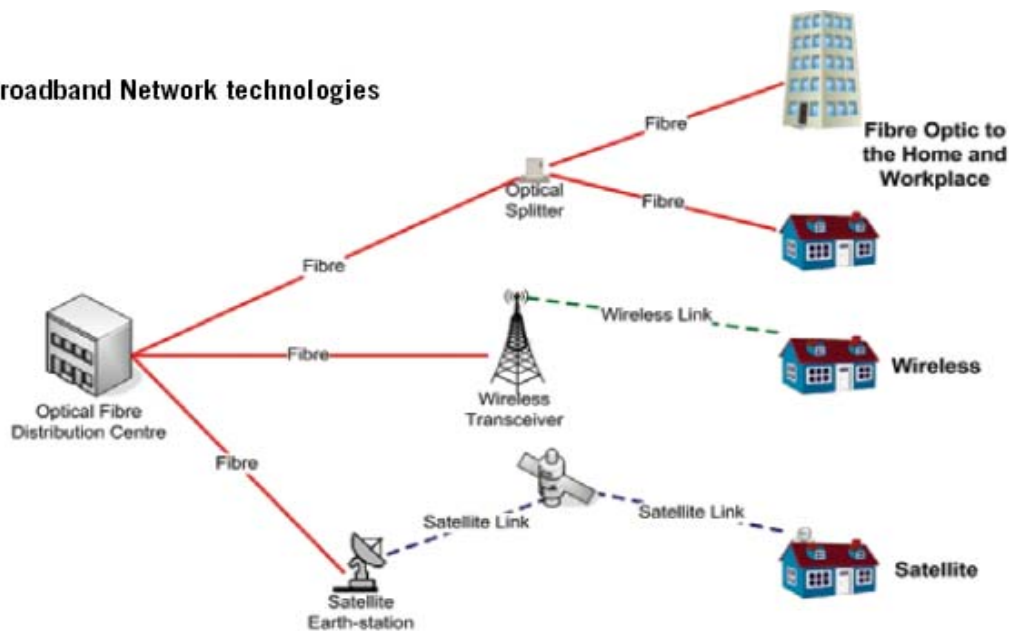 roadband Network technologies
Fibre
Fibre Optic to
the Home and
Workplace
Optical
Splitter
Fibre
Fibre
Wireless Link
Fibre
Wireless
Wireless
Transceiver
Optical Fibre
Distribution Centre
Fibre
Satellite Link
Satellite Link
Satellite
Satellite
Earth-station